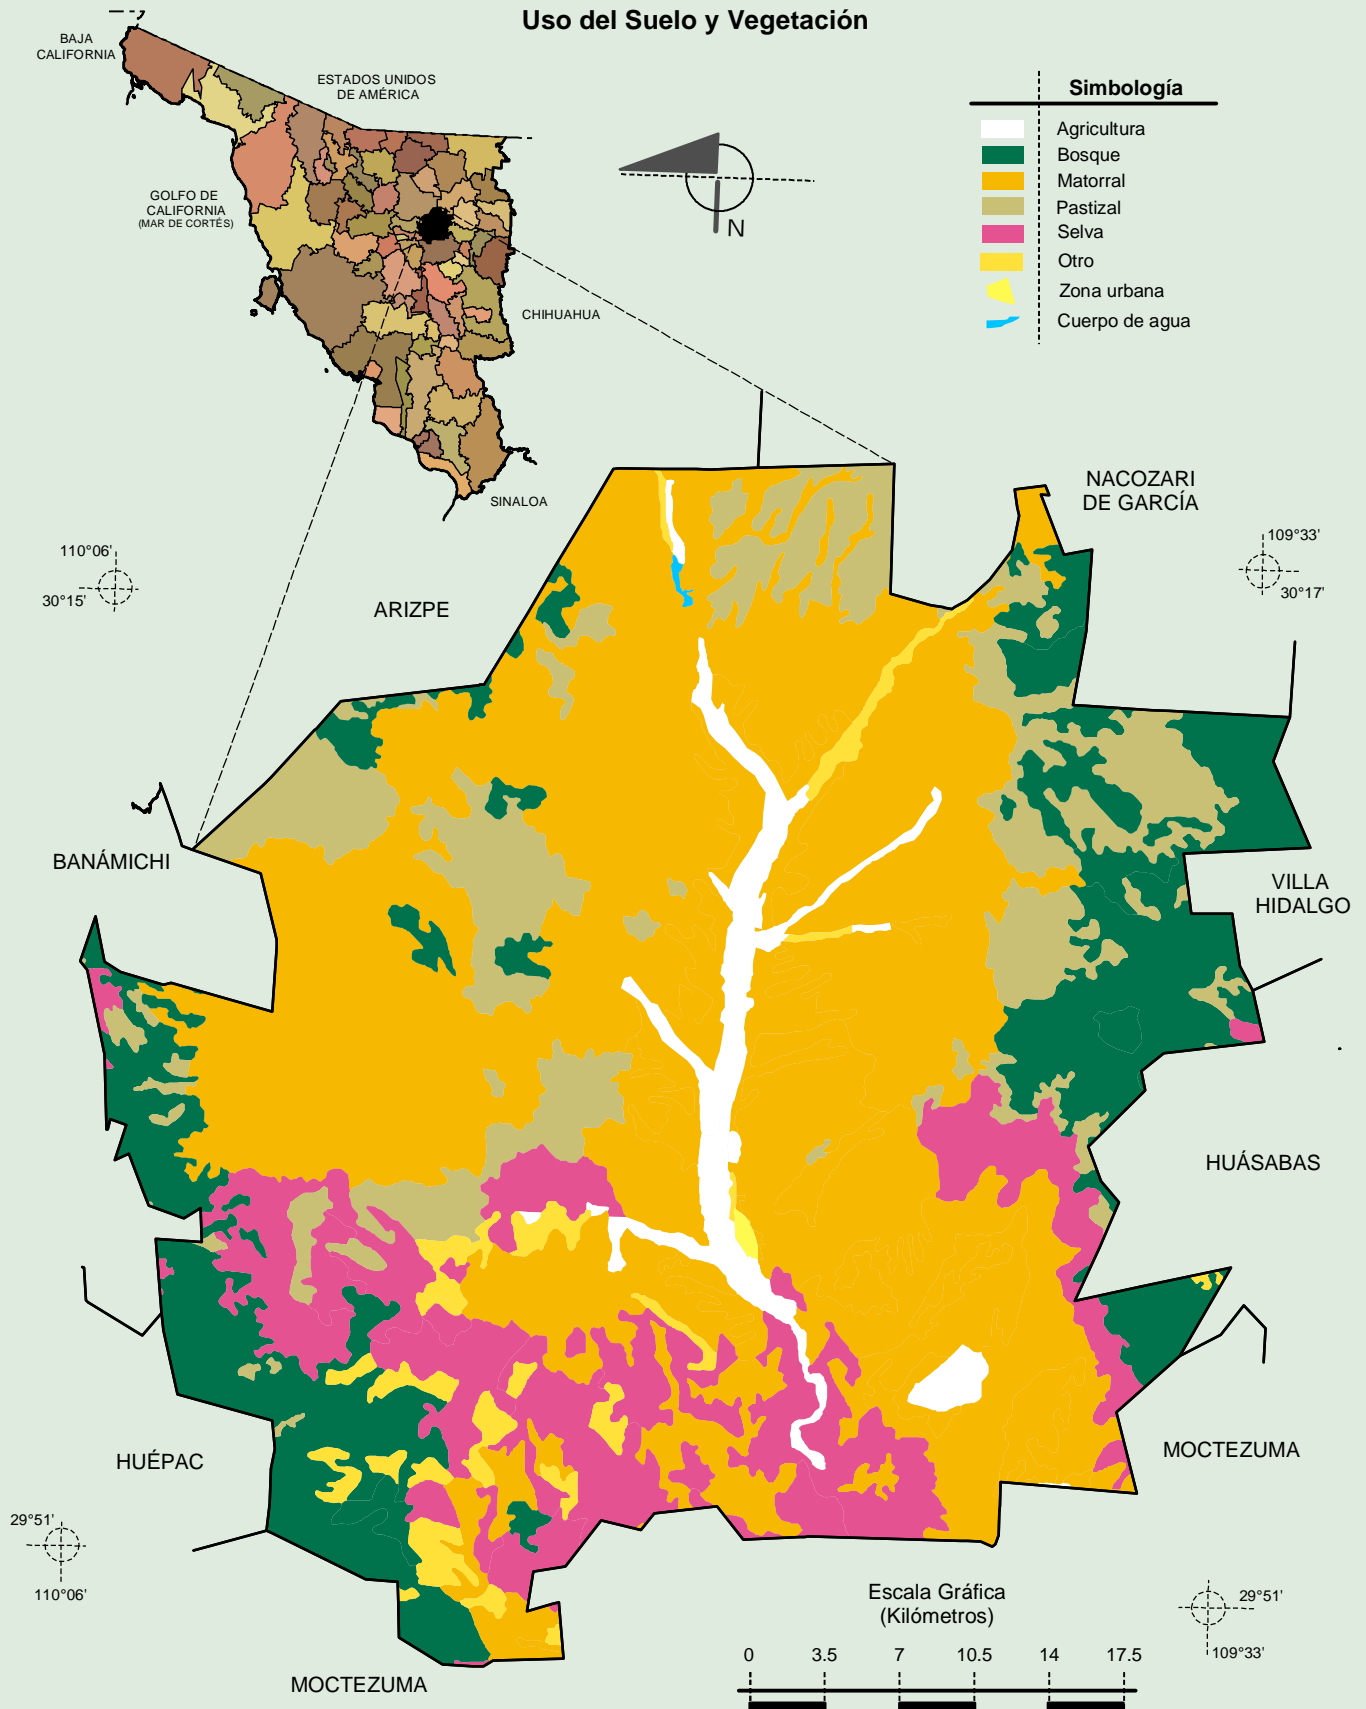 Uso del Suelo y Vegetación
BAJA
CALIFORNIA
ESTADOS UNIDOS
DE AMÉRICA
GOLFO DE
CALIFORNIA
(MAR DE CORTÉS)
CHIHUAHUA
SINALOA
N
Simbología
Agricultura
Bosque
Matorral
Pastizal
Selva
Otro
Zona urbana
Cuerpo de agua
NACOZARI
DE GARCÍA
110°06'
30°15'
109°33'
30°17'
ARIZPE
BANÁMICHI
VILLA
HIDALGO
HUÁSABAS
HUÉPAC
MOCTEZUMA
29°51'
110°06'
Escala Gráfica
(Kilómetros)
0 3.5 7 10.5 14 17.5
29°51'
109°33'
MOCTEZUMA